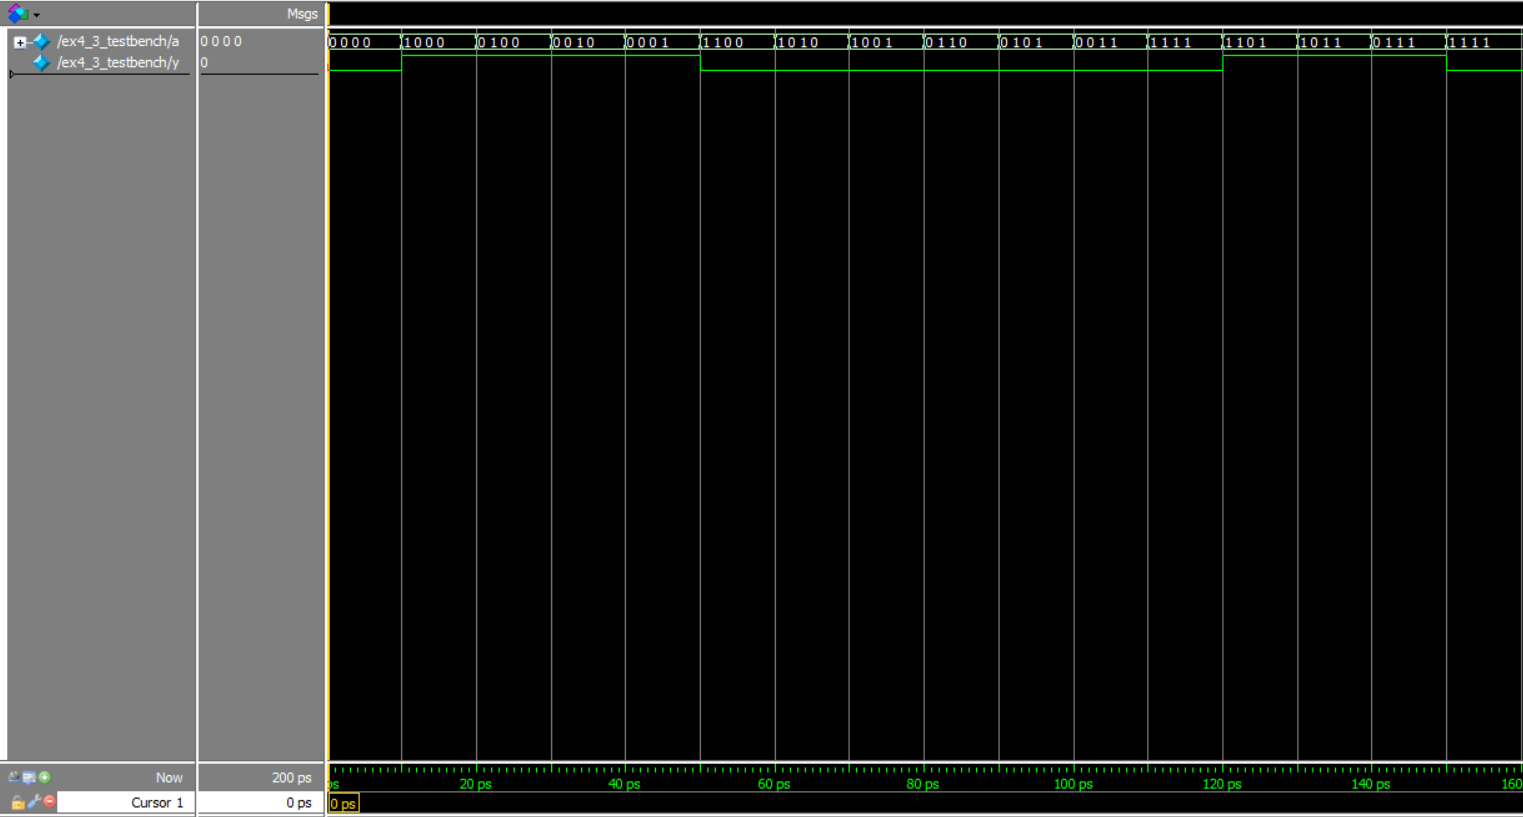 Msgs
/ex4_3_testbench/a 0000 0000 1000 0100 0010 0001 1100 1010 1001 0110 0101 0011 1111 1101 1011 0111 1111
/ex4_3_testbench/y 0
Now 200 ps ps 20 ps 40 ps 60 ps 80 ps 100 ps 120 ps 140 ps 160
Cursor 1 0 ps 0 ps